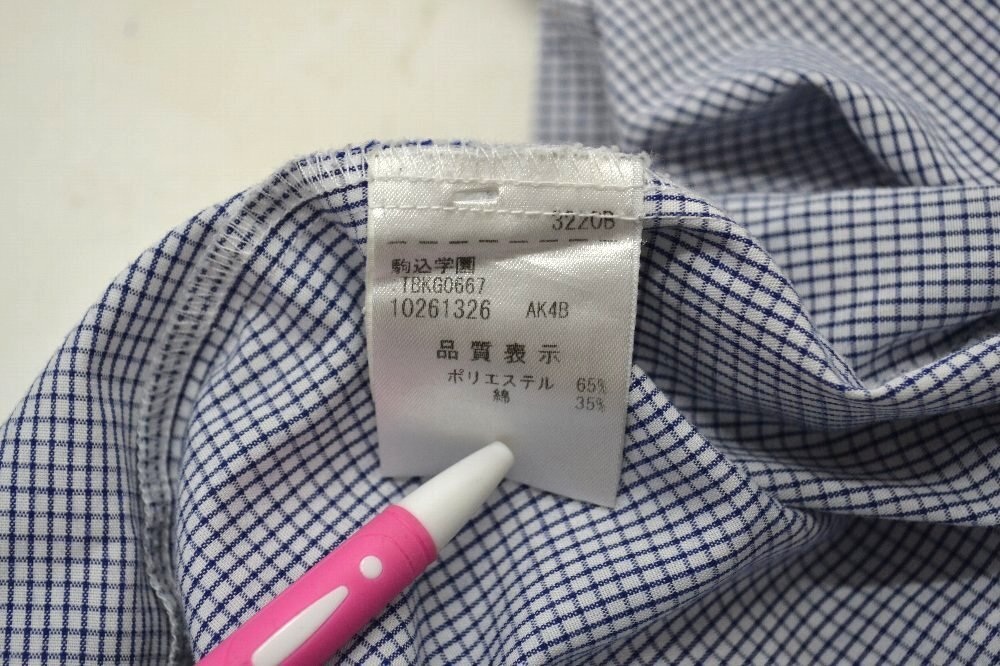 3220B
駒込学園
TBKG0667
10261326 AK4B
品質表示
ポリエステル 65%
綿 35%